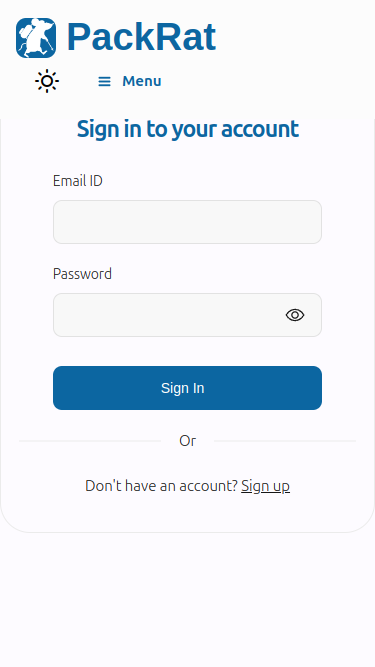 PackRat
Menu
Sign in to your account
Email ID
Password
Sign In
Or
Don't have an account? Sign up